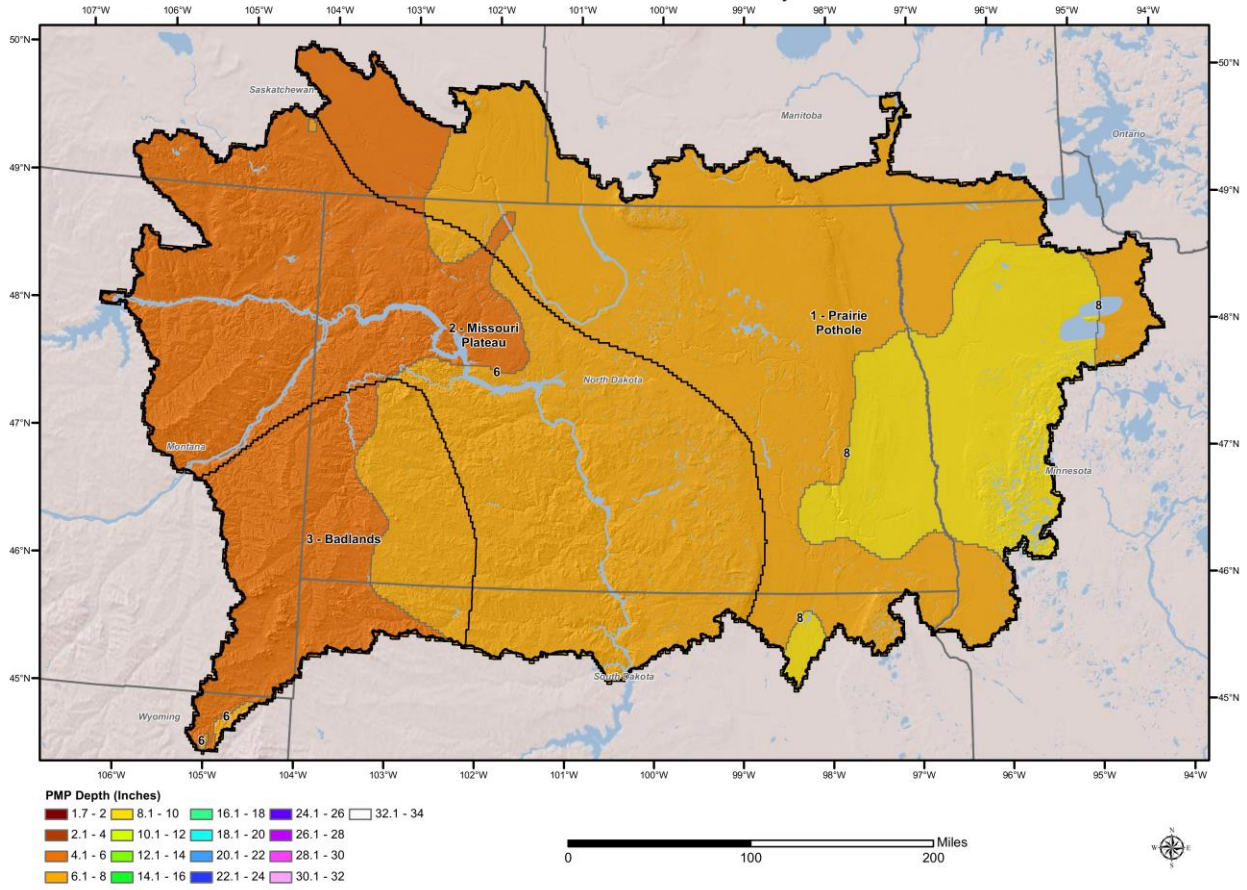 106°W 105°W 104°W 103°W 102°W 101°W 100°W 99°W 98°W 97°W 96°W 95°W 94°W
50°N
50°N
Saskatchewan
Manitoba
Ontario
49°N
49°N
48°N
48°N
8
1 - Prairie
Pothole
2 - Missouri
Plateau
6
North Dakota
47°N
47°N
Montana
8
Minnesota
3 - Badlands
46°N
46°N
8
45°N
45°N
South Dakota
Wyoming
6
6
106°W 105°W 104°W 103°W 102°W 101°W 100°W 99°W 98°W 97°W 96°W 95°W 94°W
PMP Depth (Inches)
1.7 - 2 8.1 - 10 16.1 - 18 24.1 - 26 32.1 - 34
2.1 - 4 10.1 - 12 18.1 - 20 26.1 - 28
4.1 - 6 12.1 - 14 20.1 - 22 28.1 - 30
6.1 - 8 14.1 - 16 22.1 - 24 30.1 - 32
Miles
0 100 200
N
W E
S